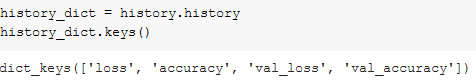 history_dict = history.history
history_dict.keys()
dict_keys(['loss', 'accuracy', 'val_loss', 'val_accuracy'])